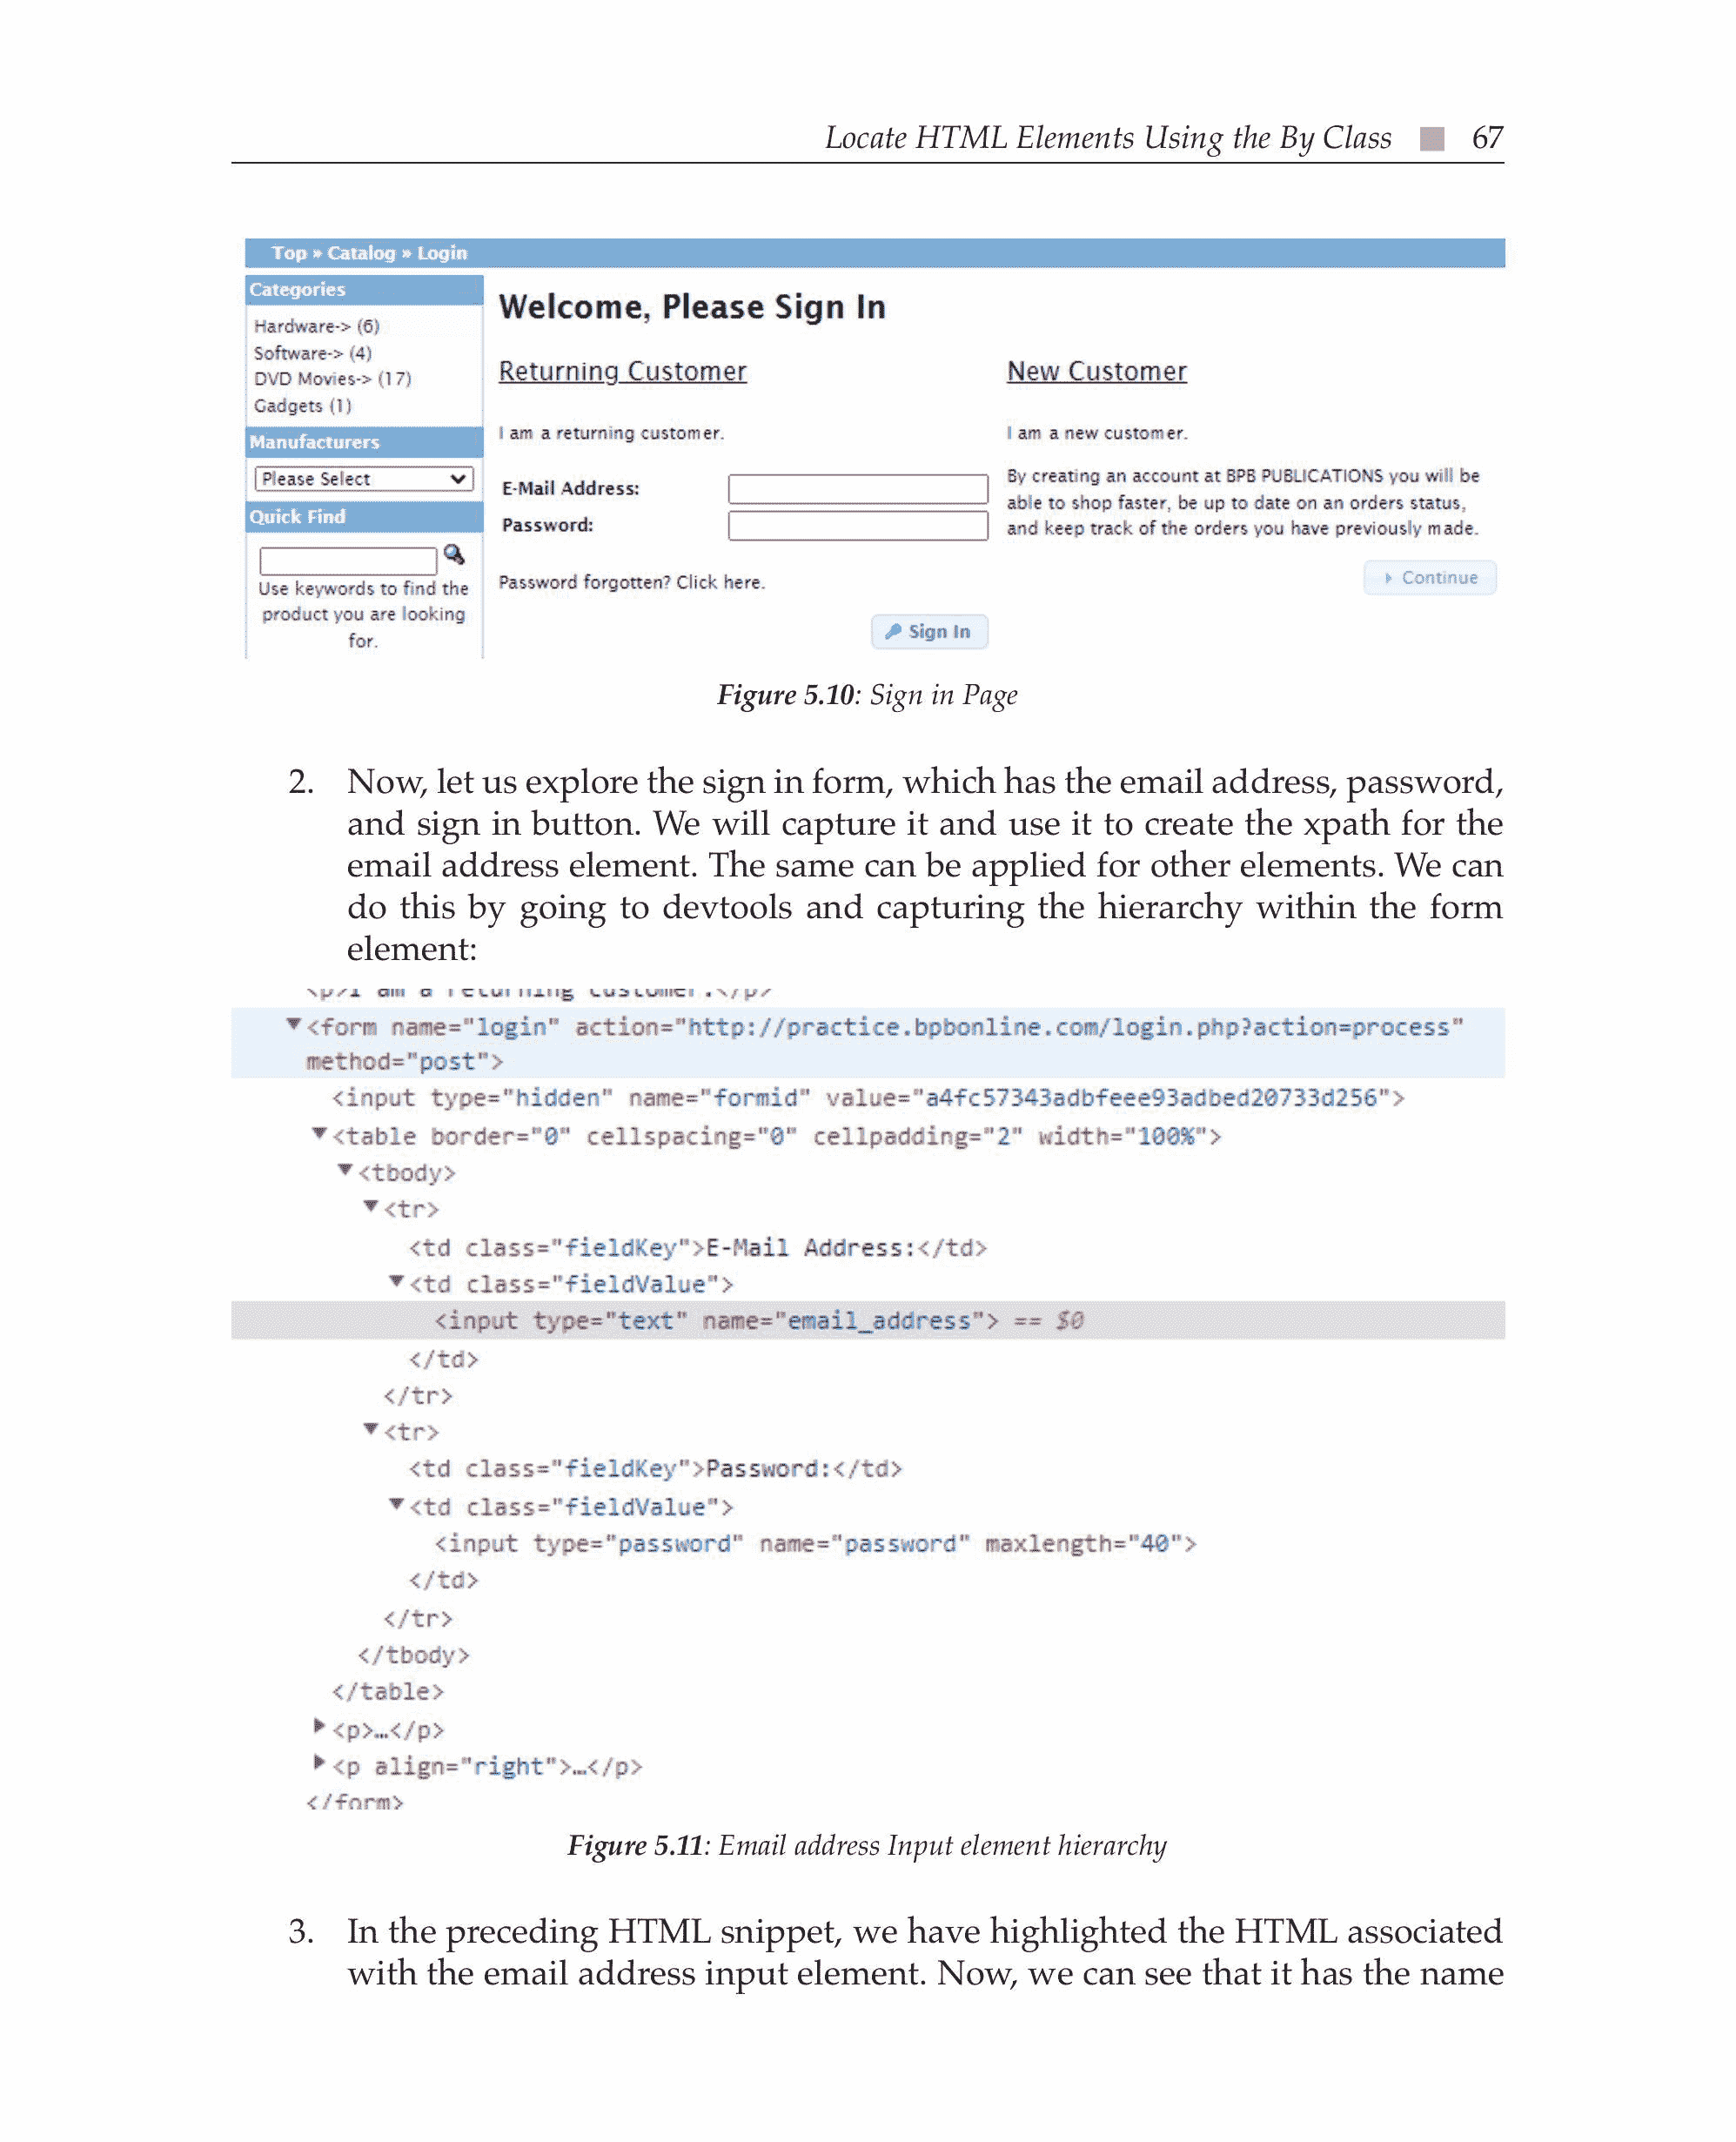 Locate HTML Elements Using the By Class 67
Top » Catalog » Login
Categories
Hardware-> (6)
Software-> (4)
DVD Movies-> (17)
Gadgets (1)
Manufacturers
Please Select
Quick Find
Use keywords to find the
product you are looking
for.
Welcome, Please Sign In
Returning Customer
I am a returning customer.
E-Mail Address:
Password:
Password forgotten? Click here.
Sign In
New Customer
I am a new customer.
By creating an account at BPB PUBLICATIONS you will be
able to shop faster, be up to date on an orders status,
and keep track of the orders you have previously made.
Continue
Figure 5.10: Sign in Page
2. Now, let us explore the sign in form, which has the email address, password,
and sign in button. We will capture it and use it to create the xpath for the
email address element. The same can be applied for other elements. We can
do this by going to devtools and capturing the hierarchy within the form
element:
<p>I am a returning customer.</p>
<form name="login" action="http://practice.bpbonline.com/login.php?action=process"
method="post">
<input type="hidden" name="formid" value="a4fc57343adbfeee93adbed20733d256">
<table border="0" cellspacing="0" cellpadding="2" width="100%">
<tbody>
<tr>
<td class="fieldKey">E-Mail Address:</td>
<td class="fieldValue">
<input type="text" name="email_address"> == $0
</td>
</tr>
<tr>
<td class="fieldKey">Password:</td>
<td class="fieldValue">
<input type="password" name="password" maxlength="40">
</td>
</tr>
</tbody>
</table>
<p>…</p>
<p align="right">…</p>
</form>
Figure 5.11: Email address Input element hierarchy
3. In the preceding HTML snippet, we have highlighted the HTML associated
with the email address input element. Now, we can see that it has the name